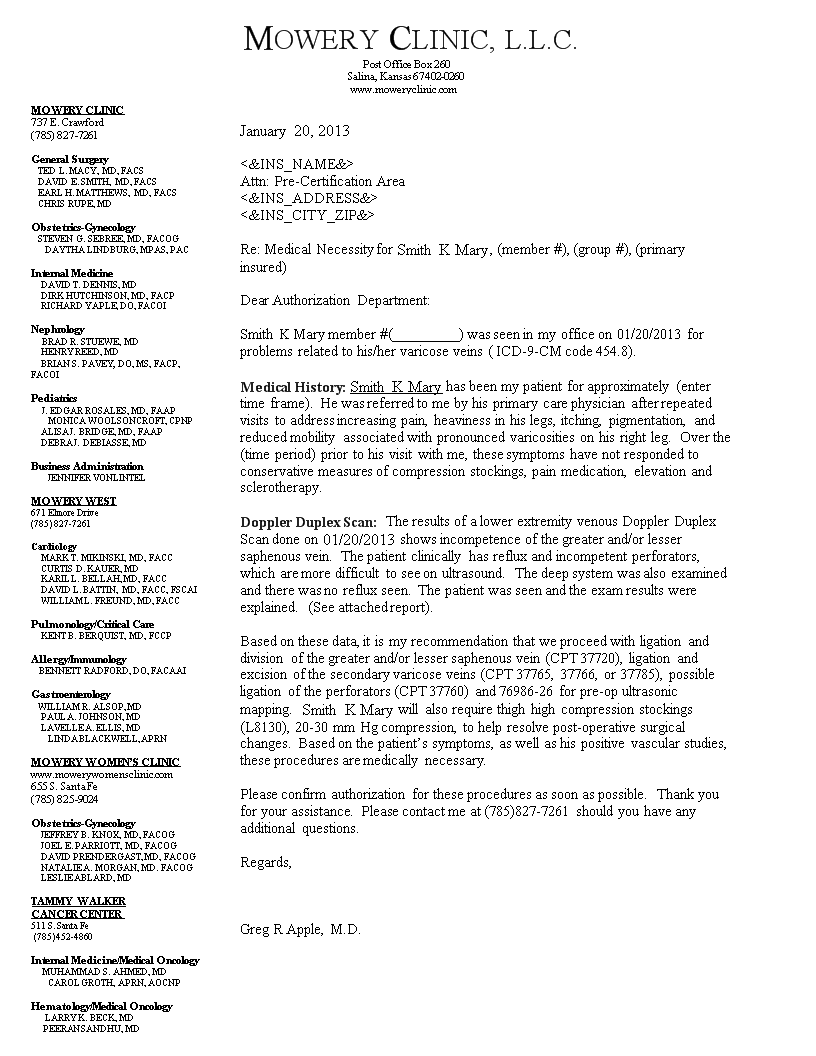 MOWERY CLINIC, L.L.C.
Post Office Box 260
Salina, Kansas 67402-0260
www.moweryclinic.com
MOWERY CLINIC
737 E. Crawford
(785) 827-7261
General Surgery
TED L. MACY, MD, FACS
DAVID E. SMITH, MD, FACS
EARL H. MATTHEWS, MD, FACS
CHRIS RUPE, MD
Obstetrics-Gynecology
STEVEN G. SEBREE, MD, FACOG
DAYTHA LINDBURG, MPAS, PAC
Internal Medicine
DAVID T. DENNIS, MD
DIRK HUTCHINSON, MD, FACP
RICHARD YAPLE, DO, FACOI
Nephrology
BRAD R. STUEWE, MD
HENRY REED, MD
BRIAN S. PAVEY, DO, MS, FACP,
FACOI
Pediatrics
J. EDGAR ROSALES, MD, FAAP
MONICA WOOLSONCROFT, CPNP
ALISA J. BRIDGE, MD, FAAP
DEBRA J. DEBIASSE, MD
Business Administration
JENNIFER VONLINTEL
MOWERY WEST
671 Elmore Drive
(785) 827-7261
Cardiology
MARK T. MIKINSKI, MD, FACC
CURTIS D. KAUER, MD
KARI L. BELLAH, MD, FACC
DAVID L. BATTIN, MD, FACC, FSCAI
WILLIAM L. FREUND, MD, FACC
Pulmonology/Critical Care
KENT B. BERQUIST, MD, FCCP
Allergy/Immunology
BENNETT RADFORD, DO, FACAAI
Gastroenterology
WILLIAM R. ALSOP, MD
PAUL A. JOHNSON, MD
LAVELLE A. ELLIS, MD
LINDA BLACKWELL, APRN
MOWERY WOMEN'S CLINIC
www.mowerywomensclinic.com
655 S. Santa Fe
(785) 825-9024
Obstetrics-Gynecology
JEFFREY B. KNOX, MD, FACOG
JOEL E. PARRIOTT, MD, FACOG
DAVID PRENDERGAST, MD, FACOG
NATALIE A. MORGAN, MD. FACOG
LESLIE ABLARD, MD
TAMMY WALKER
CANCER CENTER
511 S. Santa Fe
(785)452-4860
Internal Medicine/Medical Oncology
MUHAMMAD S. AHMED, MD
CAROL GROTH, APRN, AOCNP
Hematology/Medical Oncology
LARRY K. BECK, MD
PEERAN SANDHU, MD
January 20, 2013
<&INS_NAME&>
Attn: Pre-Certification Area
<&INS_ADDRESS&>
<&INS_CITY_ZIP&>
Re: Medical Necessity for Smith K Mary, (member #), (group #), (primary
insured)
Dear Authorization Department:
Smith K Mary member #(_________) was seen in my office on 01/20/2013 for
problems related to his/her varicose veins ( ICD-9-CM code 454.8).
Medical History: Smith K Mary has been my patient for approximately (enter
time frame). He was referred to me by his primary care physician after repeated
visits to address increasing pain, heaviness in his legs, itching, pigmentation, and
reduced mobility associated with pronounced varicosities on his right leg. Over the
(time period) prior to his visit with me, these symptoms have not responded to
conservative measures of compression stockings, pain medication, elevation and
sclerotherapy.
Doppler Duplex Scan: The results of a lower extremity venous Doppler Duplex
Scan done on 01/20/2013 shows incompetence of the greater and/or lesser
saphenous vein. The patient clinically has reflux and incompetent perforators,
which are more difficult to see on ultrasound. The deep system was also examined
and there was no reflux seen. The patient was seen and the exam results were
explained. (See attached report).
Based on these data, it is my recommendation that we proceed with ligation and
division of the greater and/or lesser saphenous vein (CPT 37720), ligation and
excision of the secondary varicose veins (CPT 37765, 37766, or 37785), possible
ligation of the perforators (CPT 37760) and 76986-26 for pre-op ultrasonic
mapping. Smith K Mary will also require thigh high compression stockings
(L8130), 20-30 mm Hg compression, to help resolve post-operative surgical
changes. Based on the patient's symptoms, as well as his positive vascular studies,
these procedures are medically necessary.
Please confirm authorization for these procedures as soon as possible. Thank you
for your assistance. Please contact me at (785)827-7261 should you have any
additional questions.
Regards,
Greg R Apple, M.D.